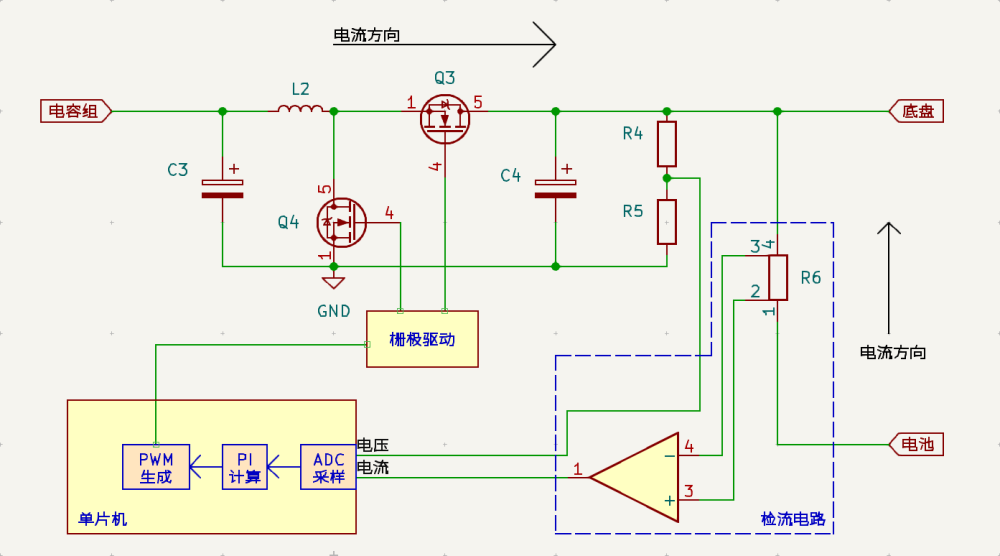 电流方向
Q3
L2
1
5
电容组
底盘
R4
4
C3
C4
5
R5
Q4
4
3
4
1
R6
2
GND
1
栅极驱动
电流方向
电压
4
电池
PWM
生成
PI
计算
ADC
采样
电流
1
3
单片机
检流电路